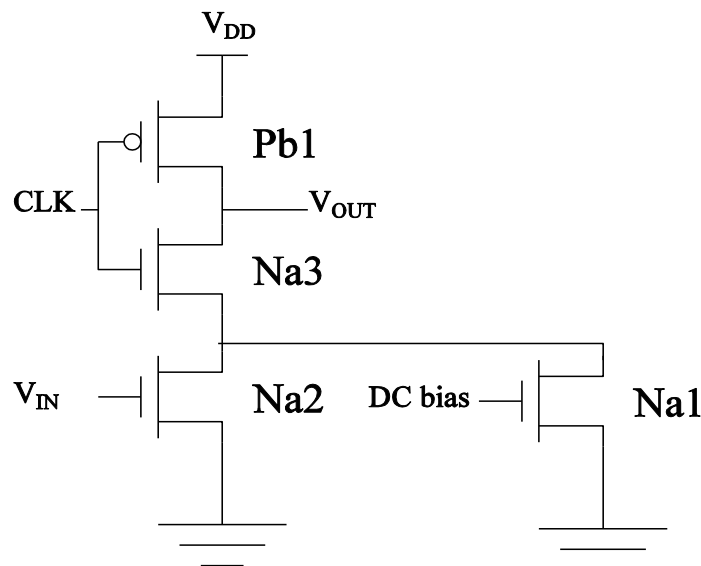 VDD
Pb1
CLK
VOUT
Na3
VIN
Na2
DC bias
Na1